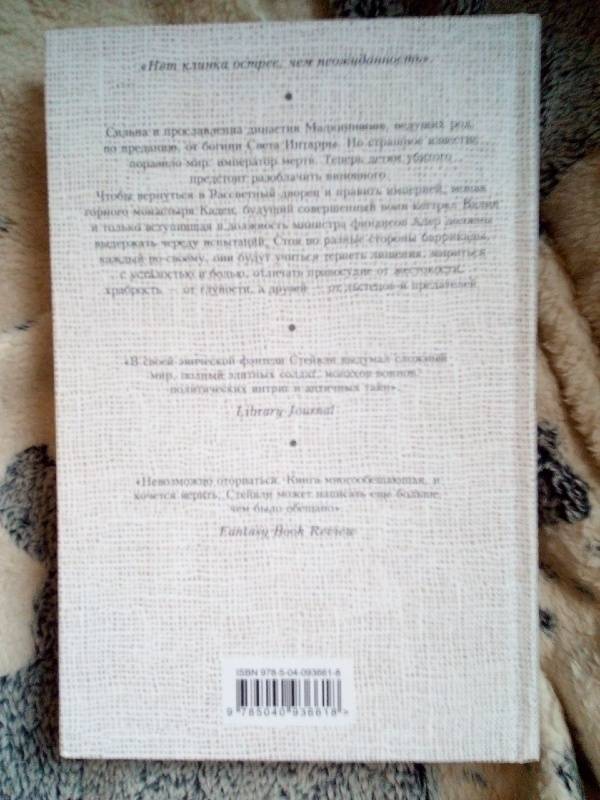 «Нет клинка острее, чем неожиданность».
Сильна и прославлена династия Малкенианов, ведущих род,
по преданию, от богини Света Интарры. Но страшное известие
поразило мир: император мертв. Теперь детям убитого
предстоит разоблачить виновного.
Чтобы вернуться в Рассветный дворец и править империей, монах
горного монастыря Каден, будущий совершенный воин кеттрал Валин
и только вступившая в должность министра финансов Адер должны
выдержать череду испытаний. Стоя по разные стороны баррикады,
каждый по-своему, они будут учиться терпеть лишения, мириться
с усталостью и болью, отличать правосудие от жестокости,
храбрость — от глупости, а друзей — от льстецов и предателей.
«В своей эпической фэнтези Стейвли выдумал сложный
мир, полный элитных солдат, монахов-воинов,
политических интриг и античных тайн».
Library Journal
«Невозможно оторваться. Книга многообещающая, и
хочется верить, Стейвли может написать еще больше,
чем было обещано»
Fantasy Book Review
ISBN 978-5-04-093661-8
9 785040 936618 >